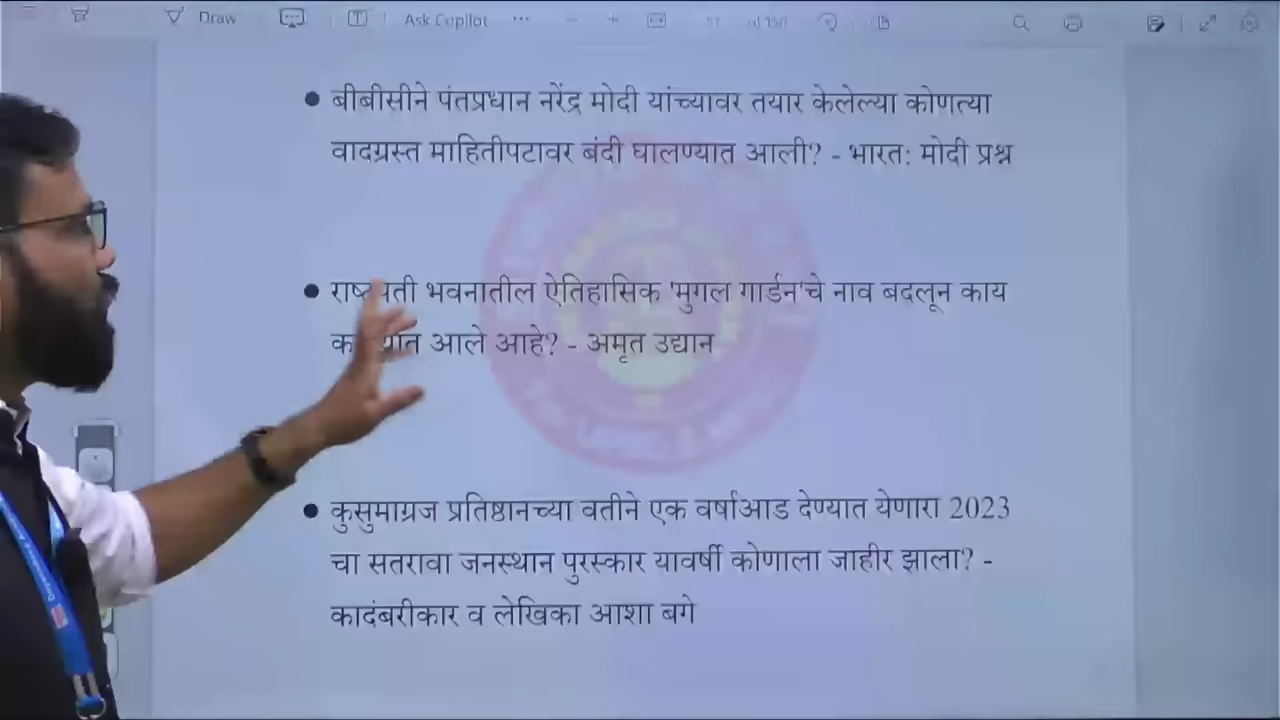 Draw
Ask Copilot
of 150
बीबीसीने पंतप्रधान नरेंद्र मोदी यांच्यावर तयार केलेल्या कोणत्या
वादग्रस्त माहितीपटावर बंदी घालण्यात आली? - भारत: मोदी प्रश्न
भवनातील ऐतिहासिक 'मुगल गार्डन'चे नाव बदलून काय
आले आहे? - अमृत उद्यान
कुसुमाग्रज प्रतिष्ठानच्या वतीने एक वर्षाआड देण्यात येणारा 2023
चा सतरावा जनस्थान पुरस्कार यावर्षी कोणाला जाहीर झाला? -
कादंबरीकार व लेखिका आशा बगे